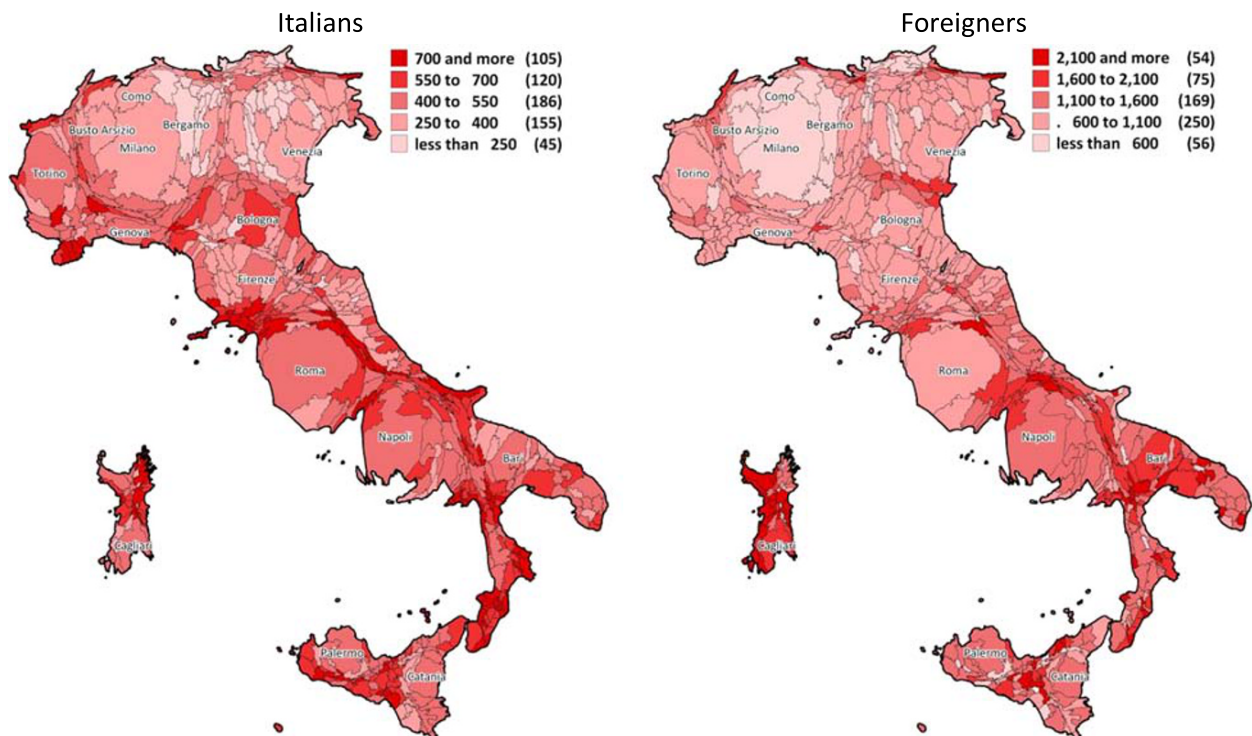 Italians
700 and more (105)
550 to 700 (120)
400 to 550 (186)
250 to 400 (155)
less than 250 (45)
Como
Busto Arsizio
Bergamo
Milano
Venezia
Torino
Genova
Bologna
Firenze
Roma
Napoli
Bari
Cagliari
Palermo
Catania
Foreigners
2,100 and more (54)
1,600 to 2,100 (75)
1,100 to 1,600 (169)
. 600 to 1,100 (250)
less than 600 (56)
Como
Busto Arsizio
Bergamo
Milano
Venezia
Torino
Genova
Bologna
Firenze
Roma
Napoli
Bari
Cagliari
Palermo
Catania